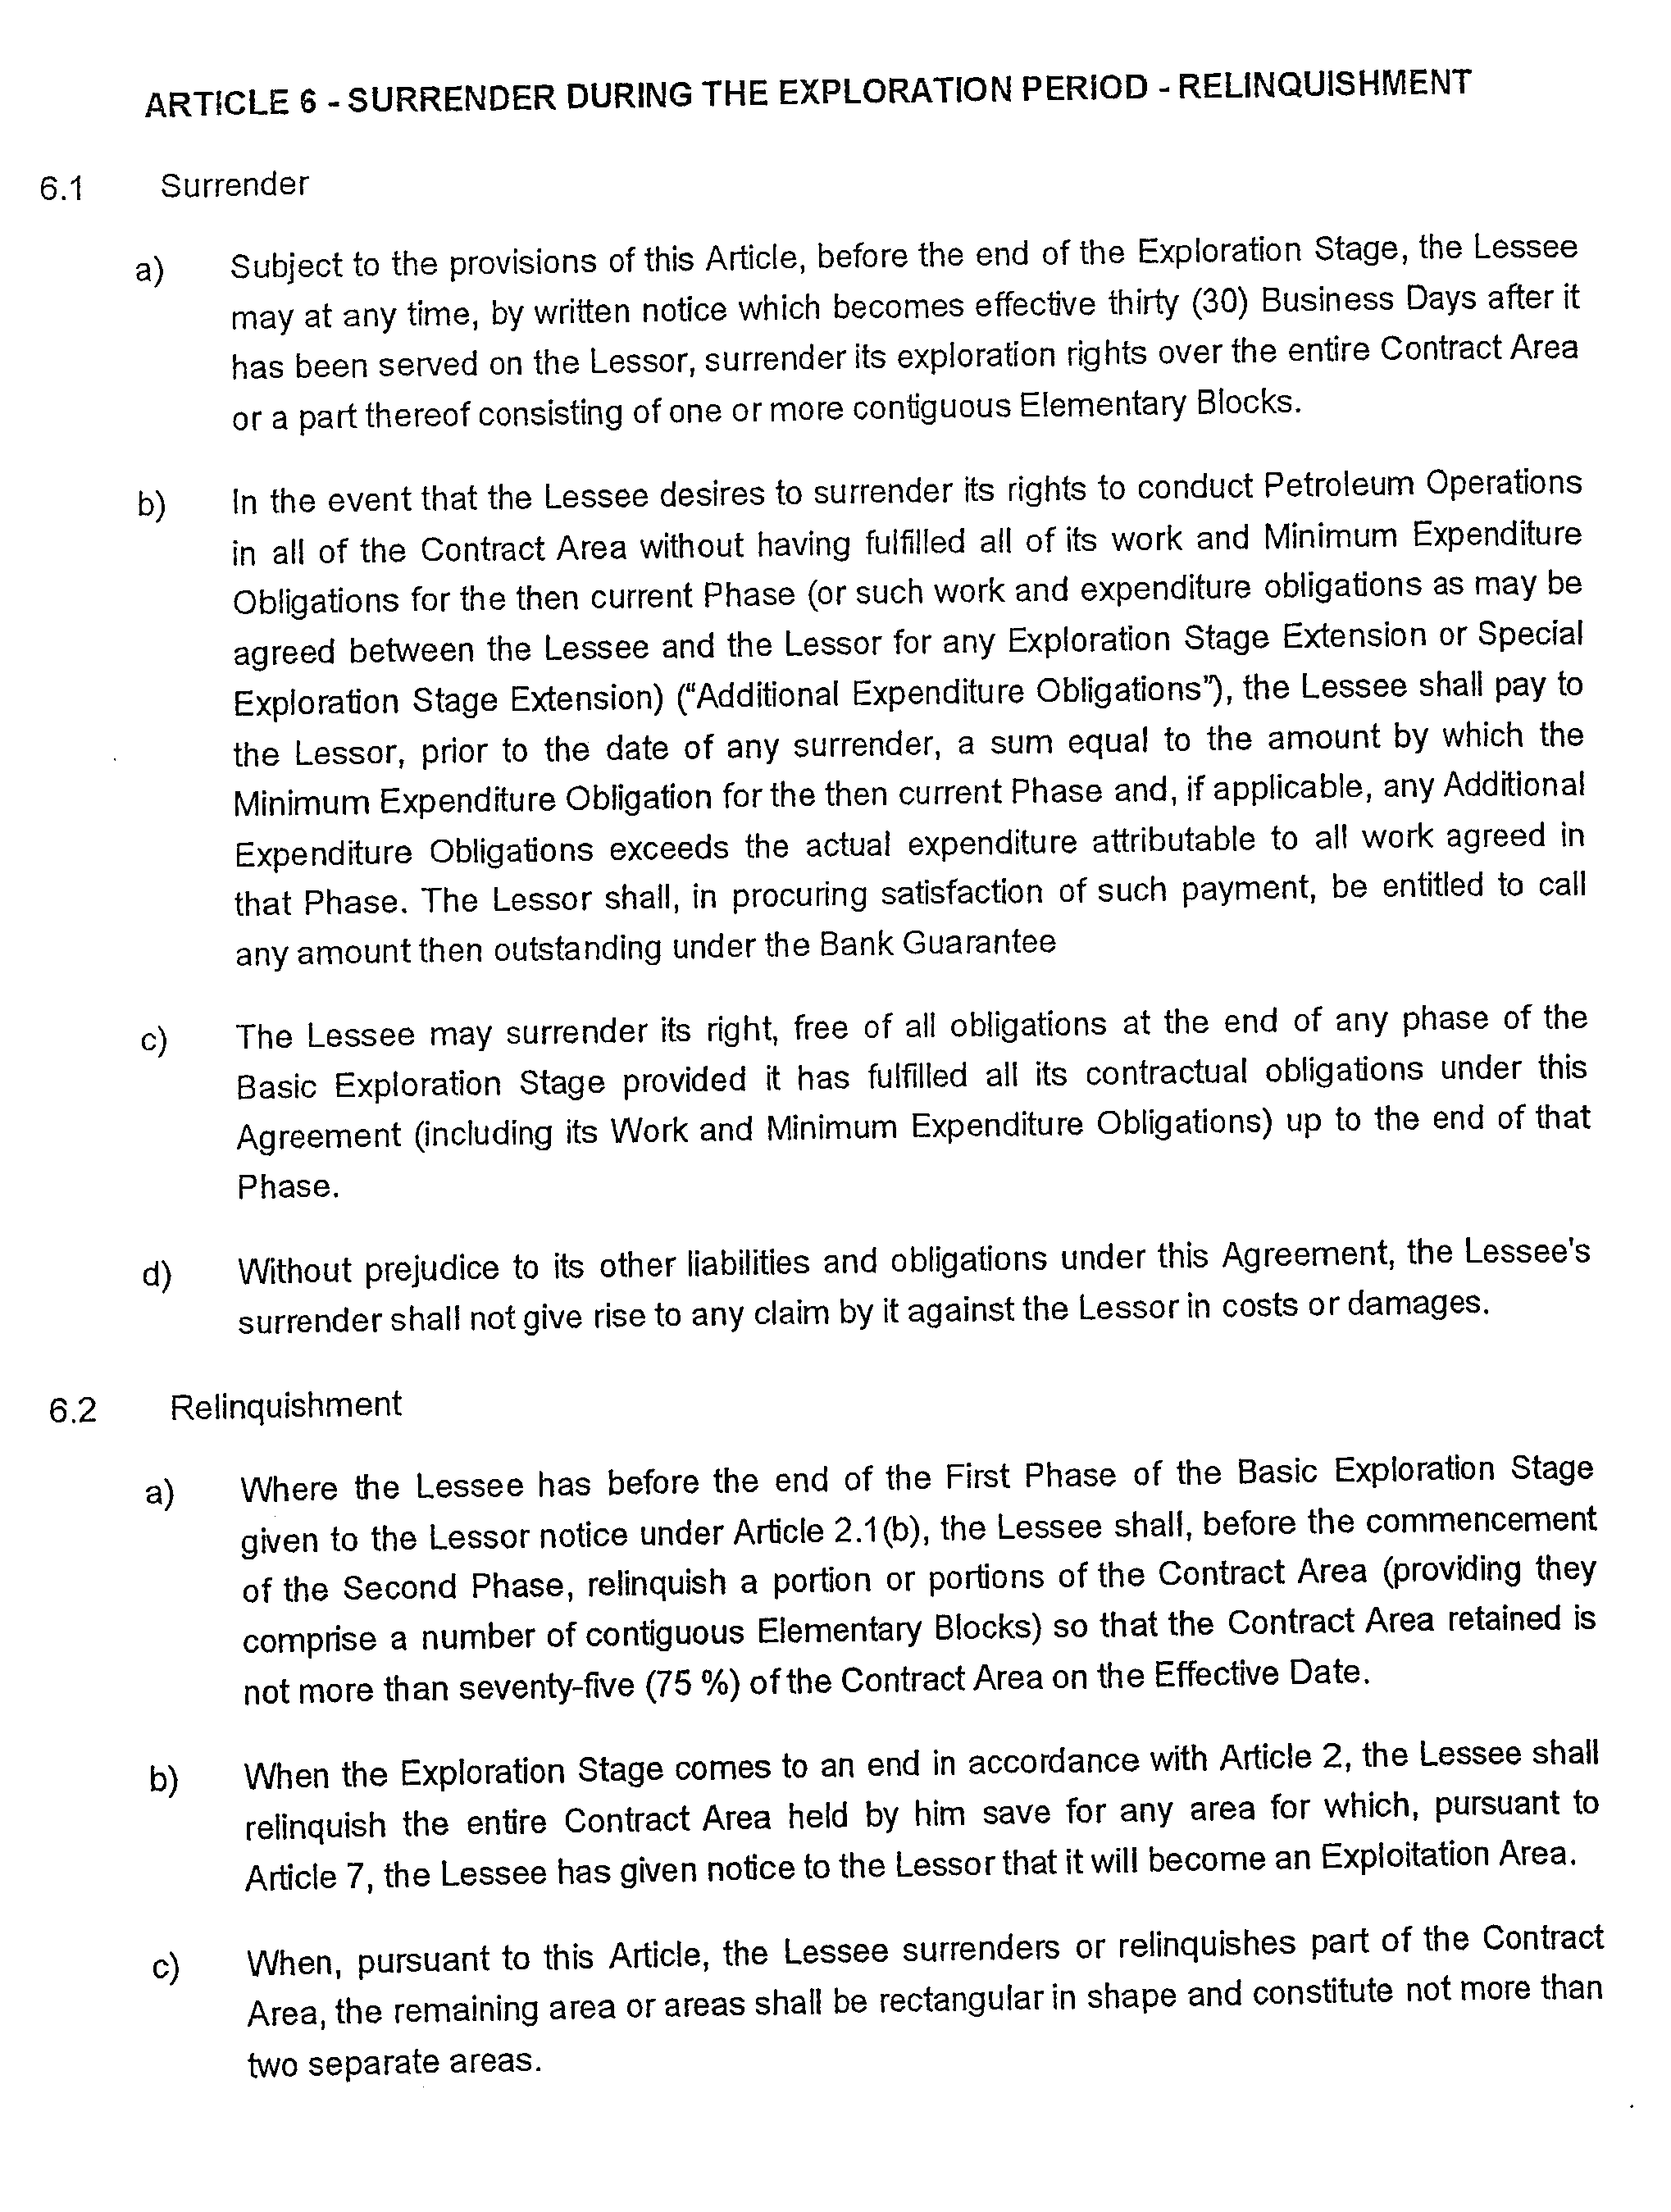 ARTICLE 6 - SURRENDER DURING THE EXPLORATION PERIOD - RELINQUISHMENT
6.1 Surrender
a) Subject to the provisions of this Article, before the end of the Exploration Stage, the Lessee
may at any time, by written notice which becomes effective thirty (30) Business Days after it
has been served on the Lessor, surrender its exploration rights over the entire Contract Area
or a part thereof consisting of one or more contiguous Elementary Blocks.
b) In the event that the Lessee desires to surrender its rights to conduct Petroleum Operations
in all of the Contract Area without having fulfilled all of its work and Minimum Expenditure
Obligations for the then current Phase (or such work and expenditure obligations as may be
agreed between the Lessee and the Lessor for any Exploration Stage Extension or Special
Exploration Stage Extension) (“Additional Expenditure Obligations”), the Lessee shall pay to
the Lessor, prior to the date of any surrender, a sum equal to the amount by which the
Minimum Expenditure Obligation for the then current Phase and, if applicable, any Additional
Expenditure Obligations exceeds the actual expenditure attributable to all work agreed in
that Phase. The Lessor shall, in procuring satisfaction of such payment, be entitled to call
any amount then outstanding under the Bank Guarantee
c) The Lessee may surrender its right, free of all obligations at the end of any phase of the
Basic Exploration Stage provided it has fulfilled all its contractual obligations under this
Agreement (including its Work and Minimum Expenditure Obligations) up to the end of that
Phase.
d) Without prejudice to its other liabilities and obligations under this Agreement, the Lessee's
surrender shall not give rise to any claim by it against the Lessor in costs or damages.
6.2 Relinquishment
a) Where the Lessee has before the end of the First Phase of the Basic Exploration Stage
given to the Lessor notice under Article 2.1(b), the Lessee shall, before the commencement
of the Second Phase, relinquish a portion or portions of the Contract Area (providing they
comprise a number of contiguous Elementary Blocks) so that the Contract Area retained is
not more than seventy-five (75 %) of the Contract Area on the Effective Date.
b) When the Exploration Stage comes to an end in accordance with Article 2, the Lessee shall
relinquish the entire Contract Area held by him save for any area for which, pursuant to
Article 7, the Lessee has given notice to the Lessor that it will become an Exploitation Area.
c) When, pursuant to this Article, the Lessee surrenders or relinquishes part of the Contract
Area, the remaining area or areas shall be rectangular in shape and constitute not more than
two separate areas.